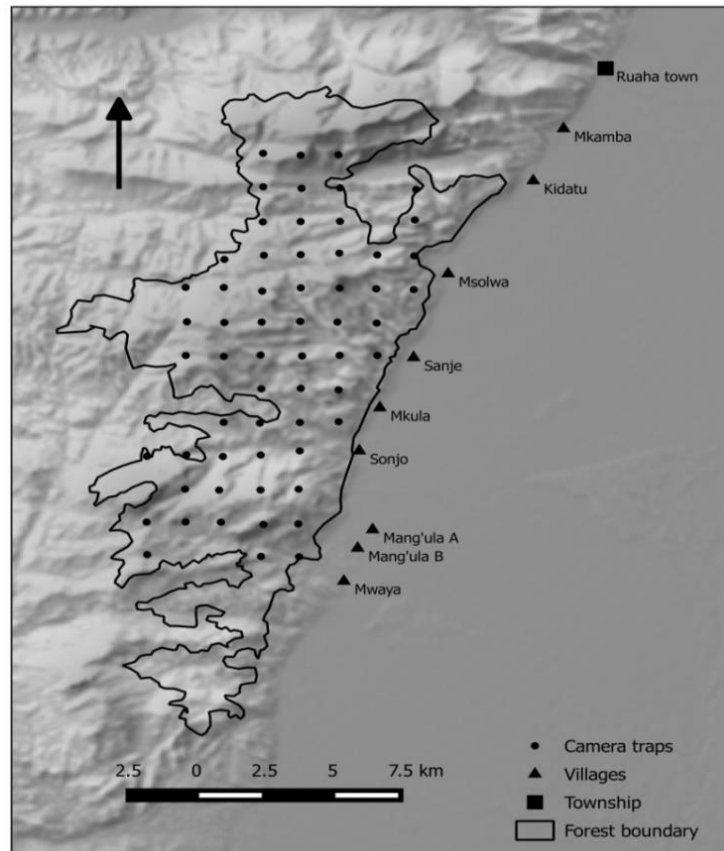 Ruaha town
Mkamba
Kidatu
Msolwa
Sanje
Mkula
Sonjo
Mang'ula A
Mang'ula B
Mwaya
Camera traps
Villages
Township
Forest boundary
2.5 0 2.5 7.5 km